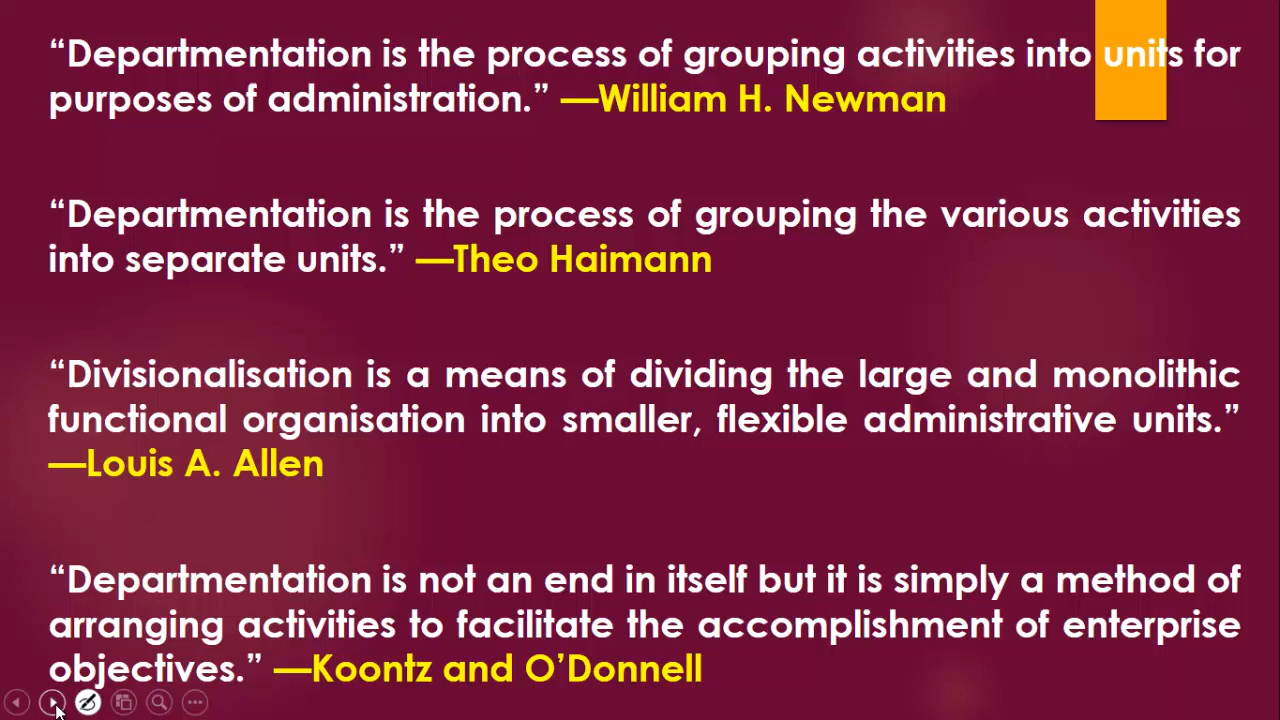 “Departmentation is the process of grouping activities into units for
purposes of administration.” —William H. Newman
“Departmentation is the process of grouping the various activities
into separate units.” —Theo Haimann
“Divisionalisation is a means of dividing the large and monolithic
functional organisation into smaller, flexible administrative units.”
—Louis A. Allen
“Departmentation is not an end in itself but it is simply a method of
arranging activities to facilitate the accomplishment of enterprise
objectives.” —Koontz and O’Donnell